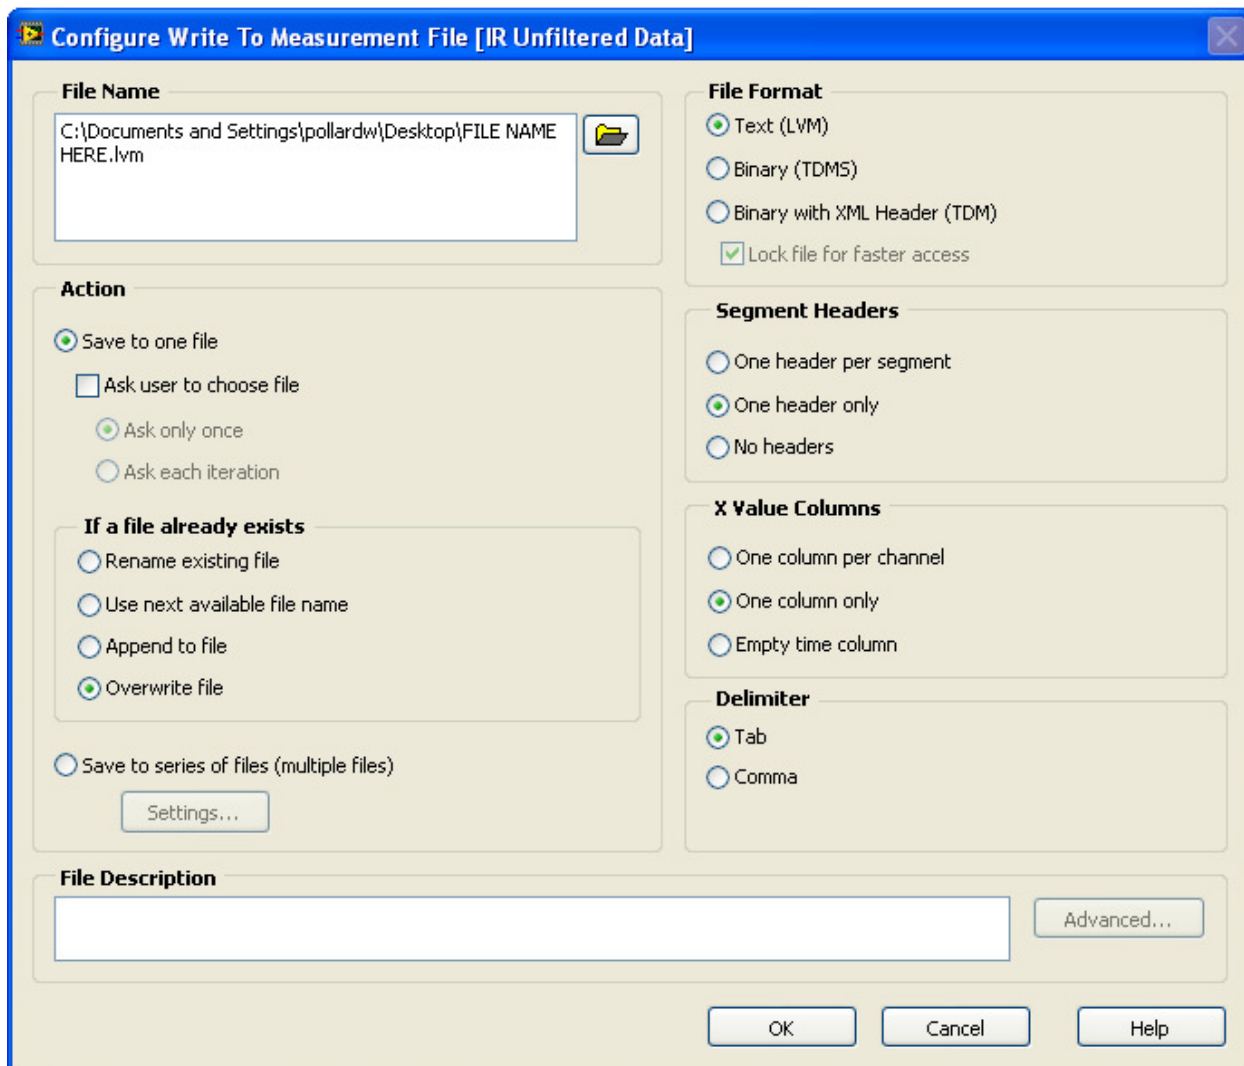 Configure Write To Measurement File [IR Unfiltered Data]
File Name
C:\Documents and Settings\pollardw\Desktop\FILE NAME
HERE.lvm
Action
Save to one file
Ask user to choose file
Ask only once
Ask each iteration
If a file already exists
Rename existing file
Use next available file name
Append to file
Overwrite file
Save to series of files (multiple files)
Settings...
File Format
Text (LVM)
Binary (TDMS)
Binary with XML Header (TDM)
Lock file for faster access
Segment Headers
One header per segment
One header only
No headers
X Value Columns
One column per channel
One column only
Empty time column
Delimiter
Tab
Comma
File Description
Advanced...
OK
Cancel
Help